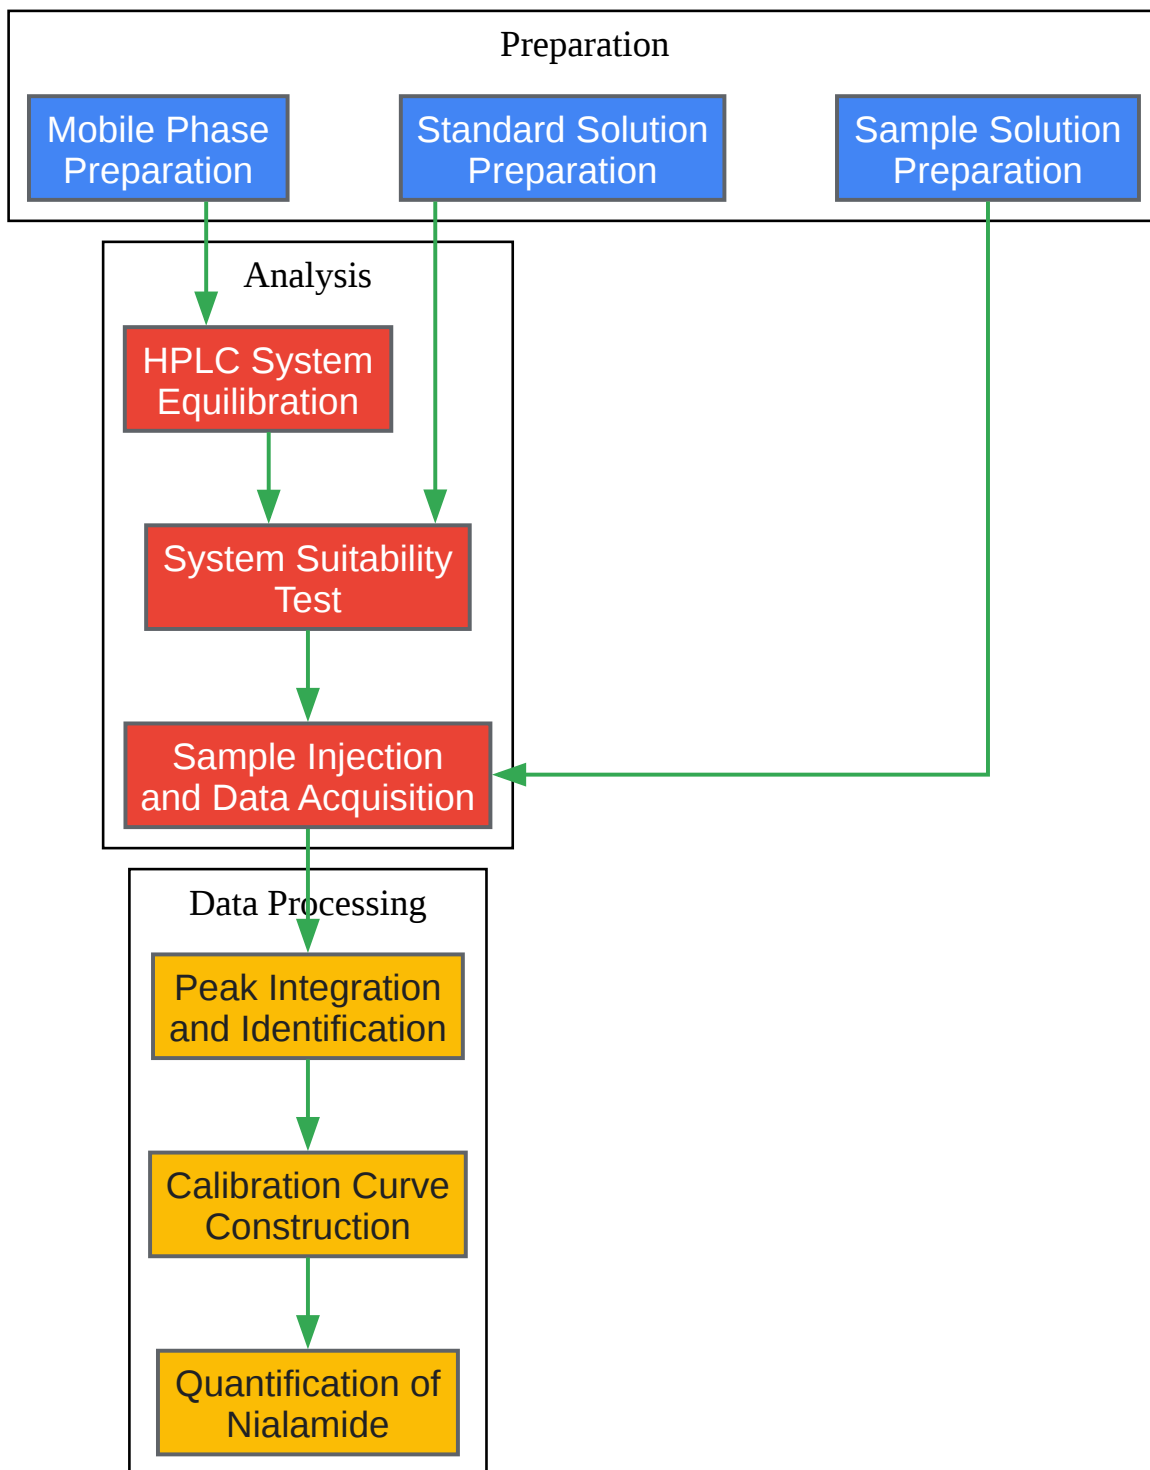 Preparation
Mobile Phase
Preparation
Standard Solution
Preparation
Sample Solution
Preparation
Analysis
HPLC System
Equilibration
System Suitability
Test
Sample Injection
and Data Acquisition
Data Processing
Peak Integration
and Identification
Calibration Curve
Construction
Quantification of
Nialamide